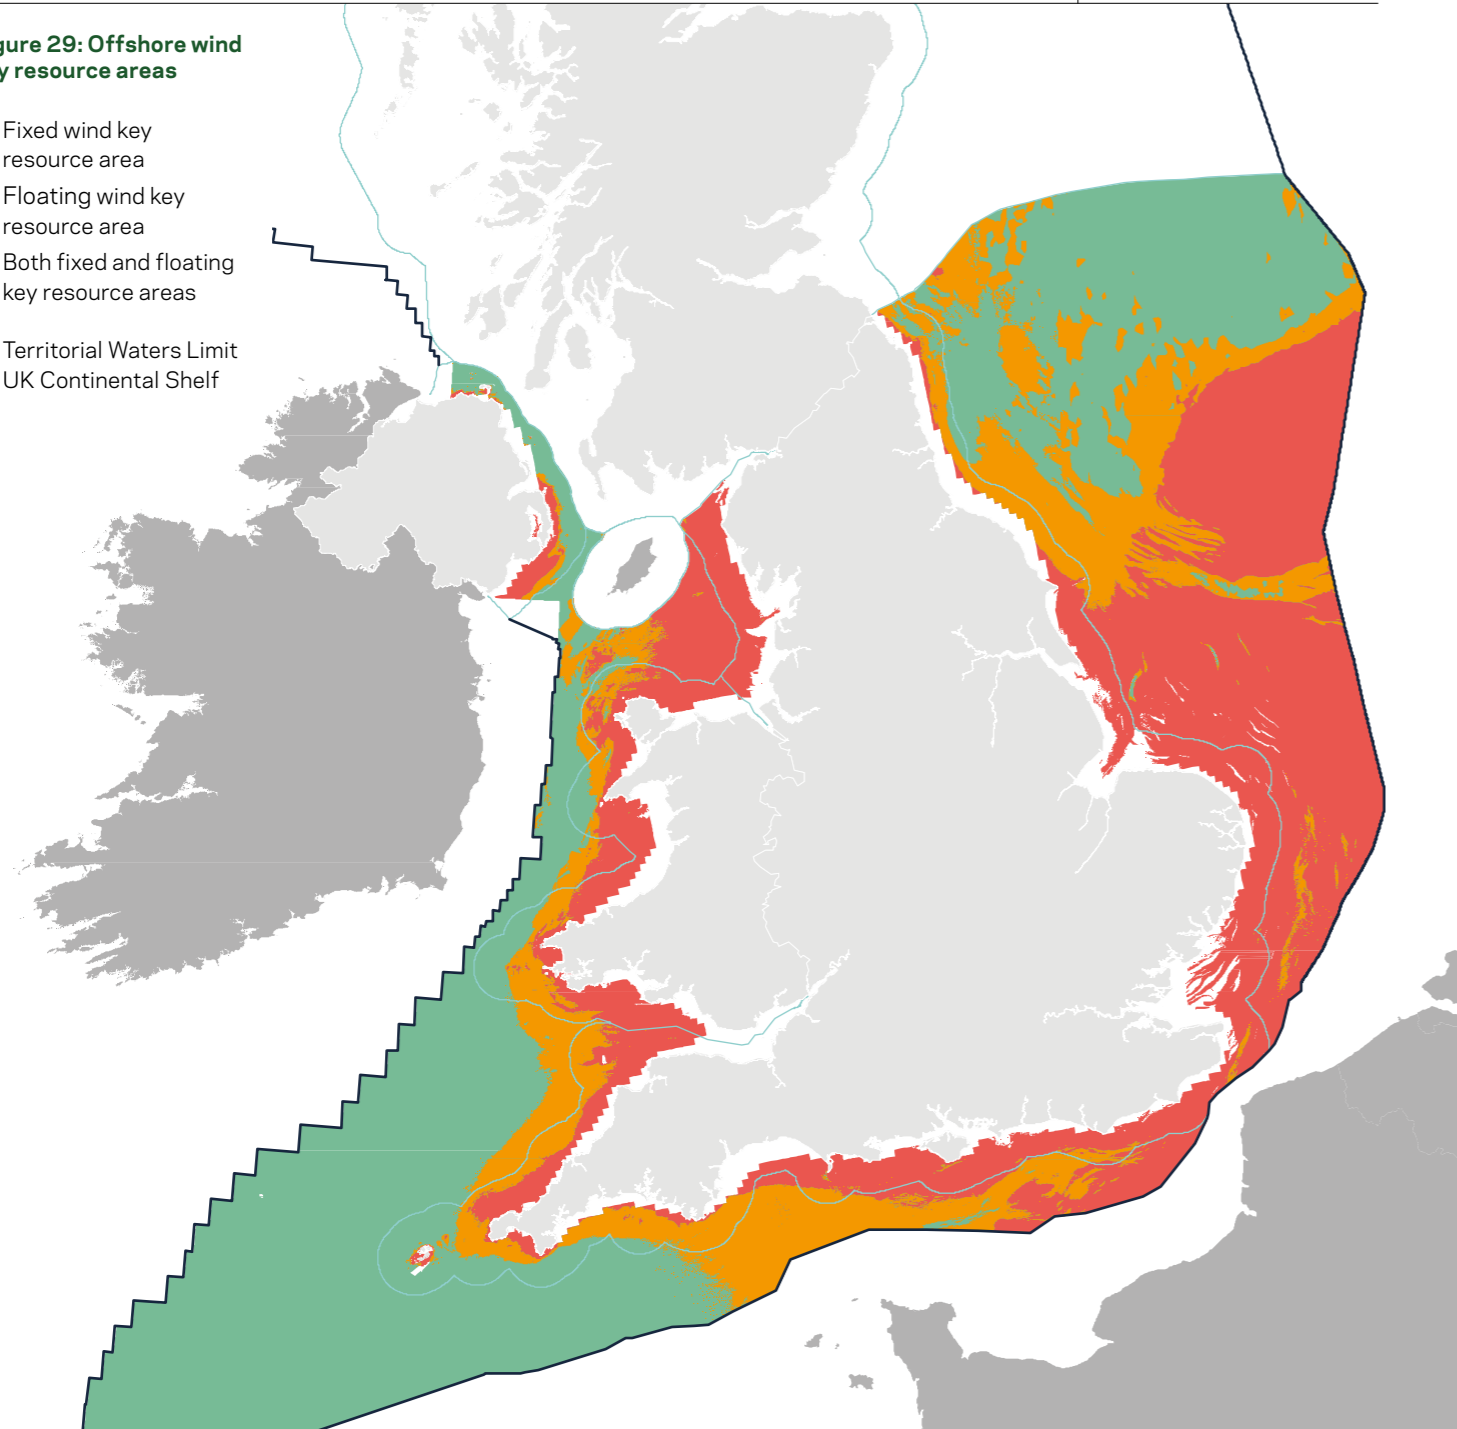 gure 29: Offshore wind
y resource areas
Fixed wind key
resource area
Floating wind key
resource area
Both fixed and floating
key resource areas
Territorial Waters Limit
UK Continental Shelf